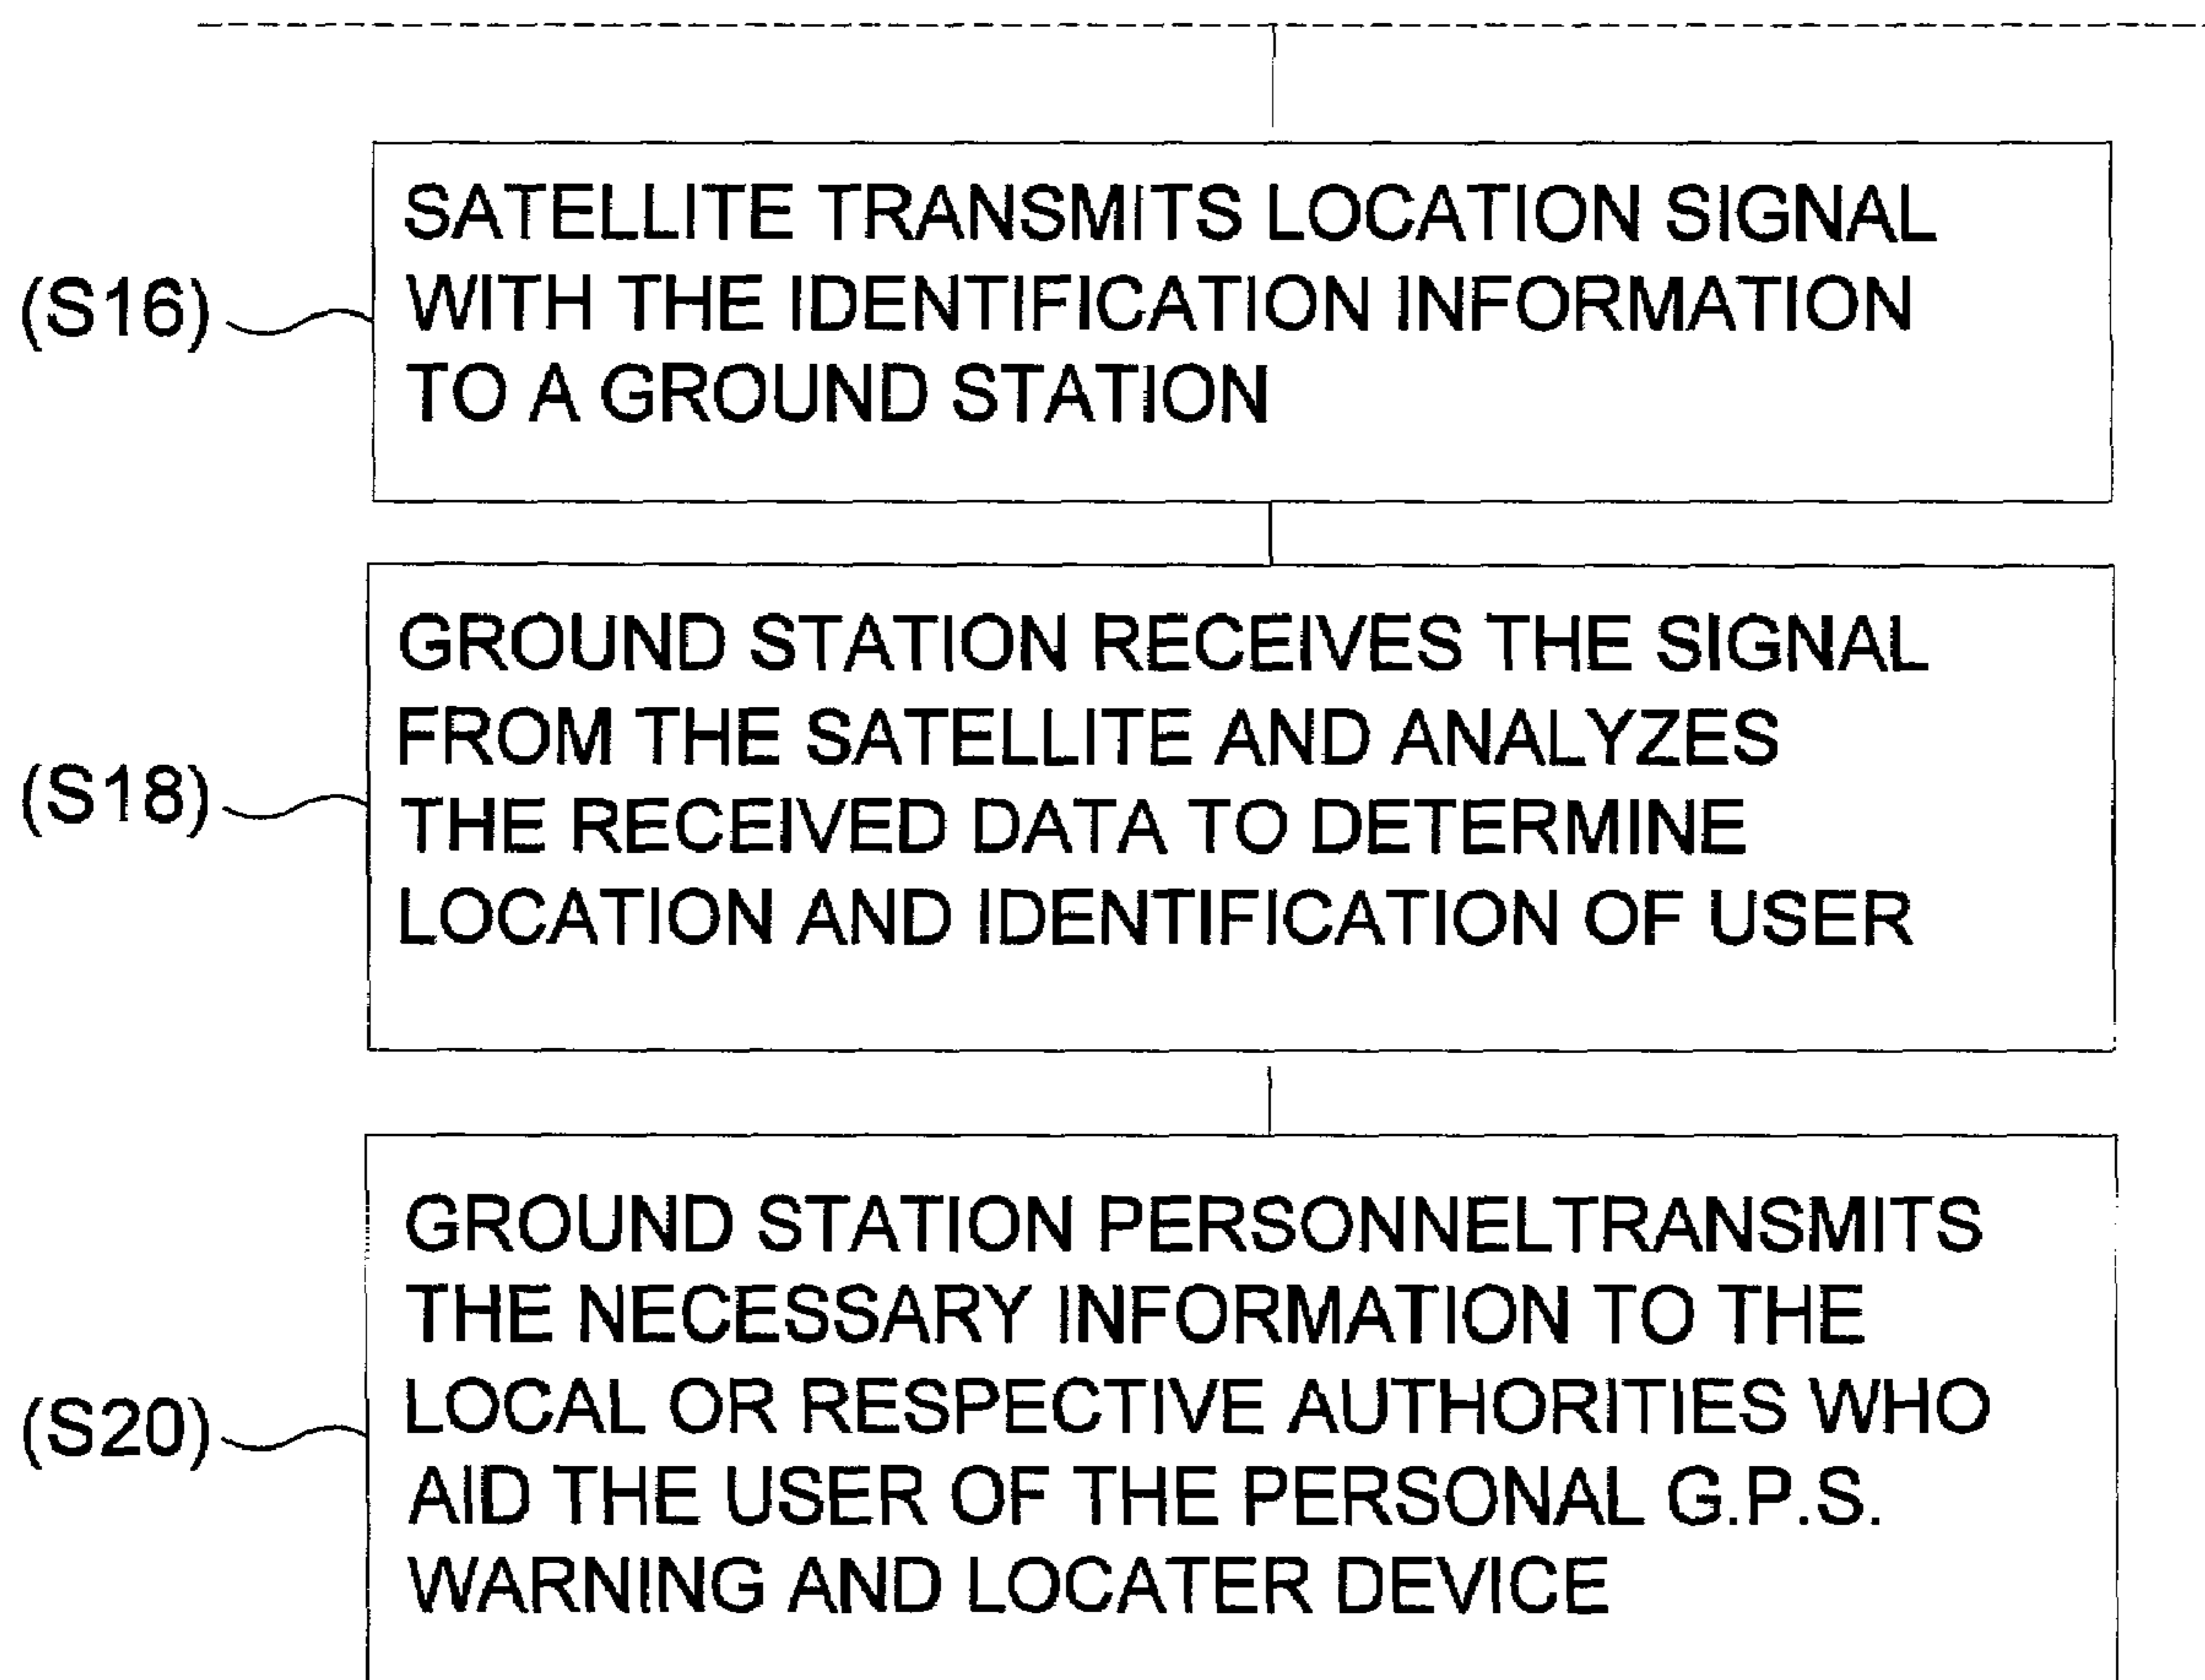 SATELLITE TRANSMITS LOCATION SIGNAL
(S16) WITH THE IDENTIFICATION INFORMATION
TO A GROUND STATION
GROUND STATION RECEIVES THE SIGNAL
FROM THE SATELLITE AND ANALYZES
(S18) THE RECEIVED DATA TO DETERMINE
LOCATION AND IDENTIFICATION OF USER
GROUND STATION PERSONNELTRANSMITS
THE NECESSARY INFORMATION TO THE
(S20) LOCAL OR RESPECTIVE AUTHORITIES WHO
AID THE USER OF THE PERSONAL G.P.S.
WARNING AND LOCATER DEVICE